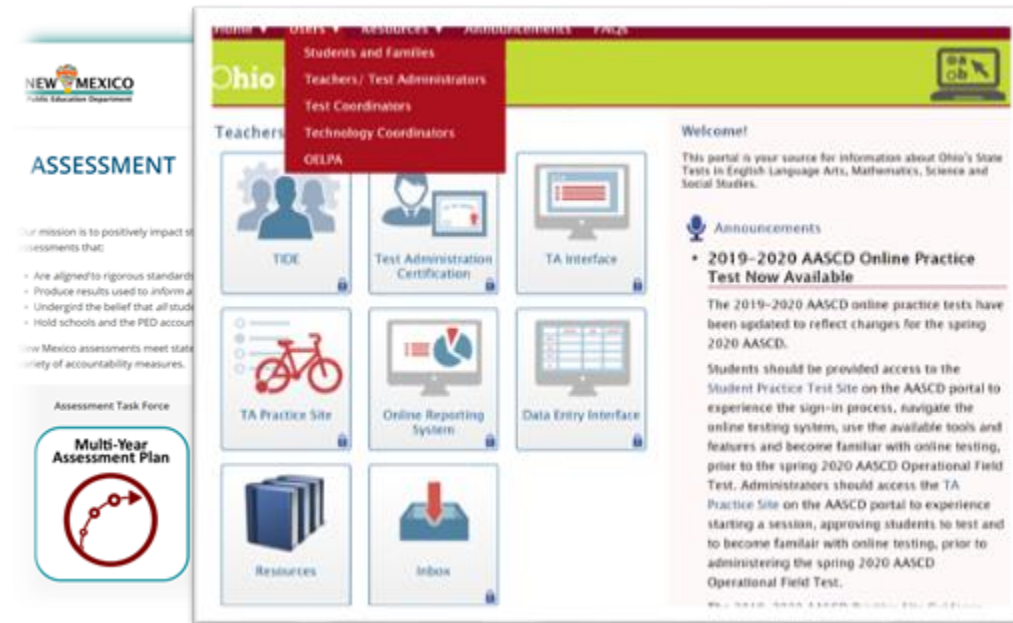 NEW MEXICO
Public Education Department
ASSESSMENT
Our mission is to positively impact
assessments that:
Are aligned to rigorous standards
Produce results used to inform a
Undergird the belief that all stude
Hold schools and the PED accoun
New Mexico assessments meet state
variety of accountability measures.
Assessment Task Force
Multi-Year
Assessment Plan
Home ▼ Users ▼ Resources ▼ Announcements FAQs
Students and Families
Teachers/ Test Administrators
Test Coordinators
Technology Coordinators
OELPA
Ohio
Teachers
TIDE
Test Administration
Certification
TA Interface
TA Practice Site
Online Reporting
System
Data Entry Interface
Resources
Inbox
Welcome!
This portal is your source for information about Ohio's State
Tests in English Language Arts, Mathematics, Science and
Social Studies.
Announcements
• 2019-2020 AASCD Online Practice
Test Now Available
The 2019-2020 AASCD online practice tests have
been updated to reflect changes for the spring
2020 AASCD.
Students should be provided access to the
Student Practice Test Site on the AASCD portal to
experience the sign-in process, navigate the
online testing system, use the available tools and
features and become familiar with online testing,
prior to the spring 2020 AASCD Operational Field
Test. Administrators should access the TA
Practice Site on the AASCD portal to experience
starting a session, approving students to test and
to become familair with online testing, prior to
administering the spring 2020 AASCD
Operational Field Test.